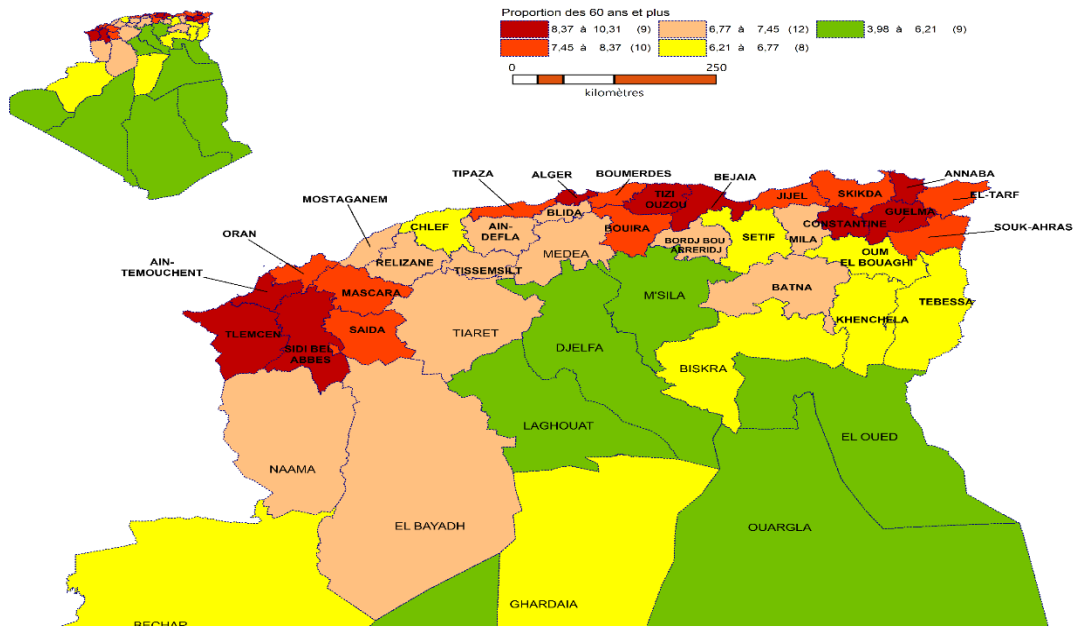 Proportion des 60 ans et plus
8,37 à 10,31 (9)
6,77 à 7,45 (12)
3,98 à 6,21 (9)
7,45 à 8,37 (10)
6,21 à 6,77 (8)
0 250
kilomètres
TIPAZA
ALGER
BOUMERDES
BEJAIA
ANNABA
MOSTAGANEM
TIZI
OUZOU
JIJEL
SKIKDA
EL-TARF
BLIDA
GUELMA
ORAN
CHLEF
AIN-
DEFLA
BOUIRA
CONSTANTINE
SOUK-AHRAS
SETIF
MILA
BORDJ BOU
ARRERIDJ
MEDEA
RELIZANE
TISSEMSILT
OUM
EL BOUAGHI
AIN-
TEMOUCHENT
MASCARA
M'SILA
BATNA
TEBESSA
KHENCHELA
TLEMCEN
SAIDA
TIARET
SIDI BEL
ABBES
DJELFA
BISKRA
LAGHOUAT
EL OUED
NAAMA
EL BAYADH
OUARGLA
GHARDAIA
BECHAR